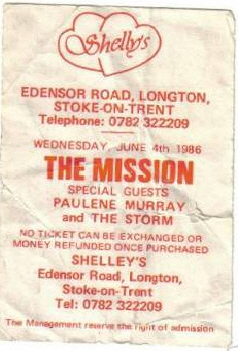 Shelly's
EDENSOR ROAD, LONGTON,
STOKE-ON-TRENT
Telephone: 0782 322209
WEDNESDAY, JUNE 4th 1986
THE MISSION
SPECIAL GUESTS
PAULENE MURRAY
and THE STORM
NO TICKET CAN BE EXCHANGED OR
MONEY REFUNDED ONCE PURCHASED
SHELLEY'S
Edensor Road, Longton,
Stoke-on-Trent
Tel: 0782 322209
The Management reserve the right of admission